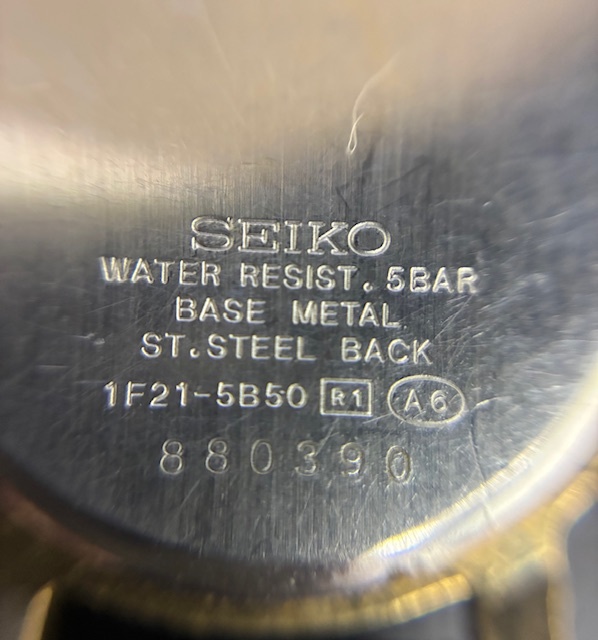 SEIKO
WATER RESIST. 5BAR
BASE METAL
ST.STEEL BACK
1F21-5B50 R1 A6
880390